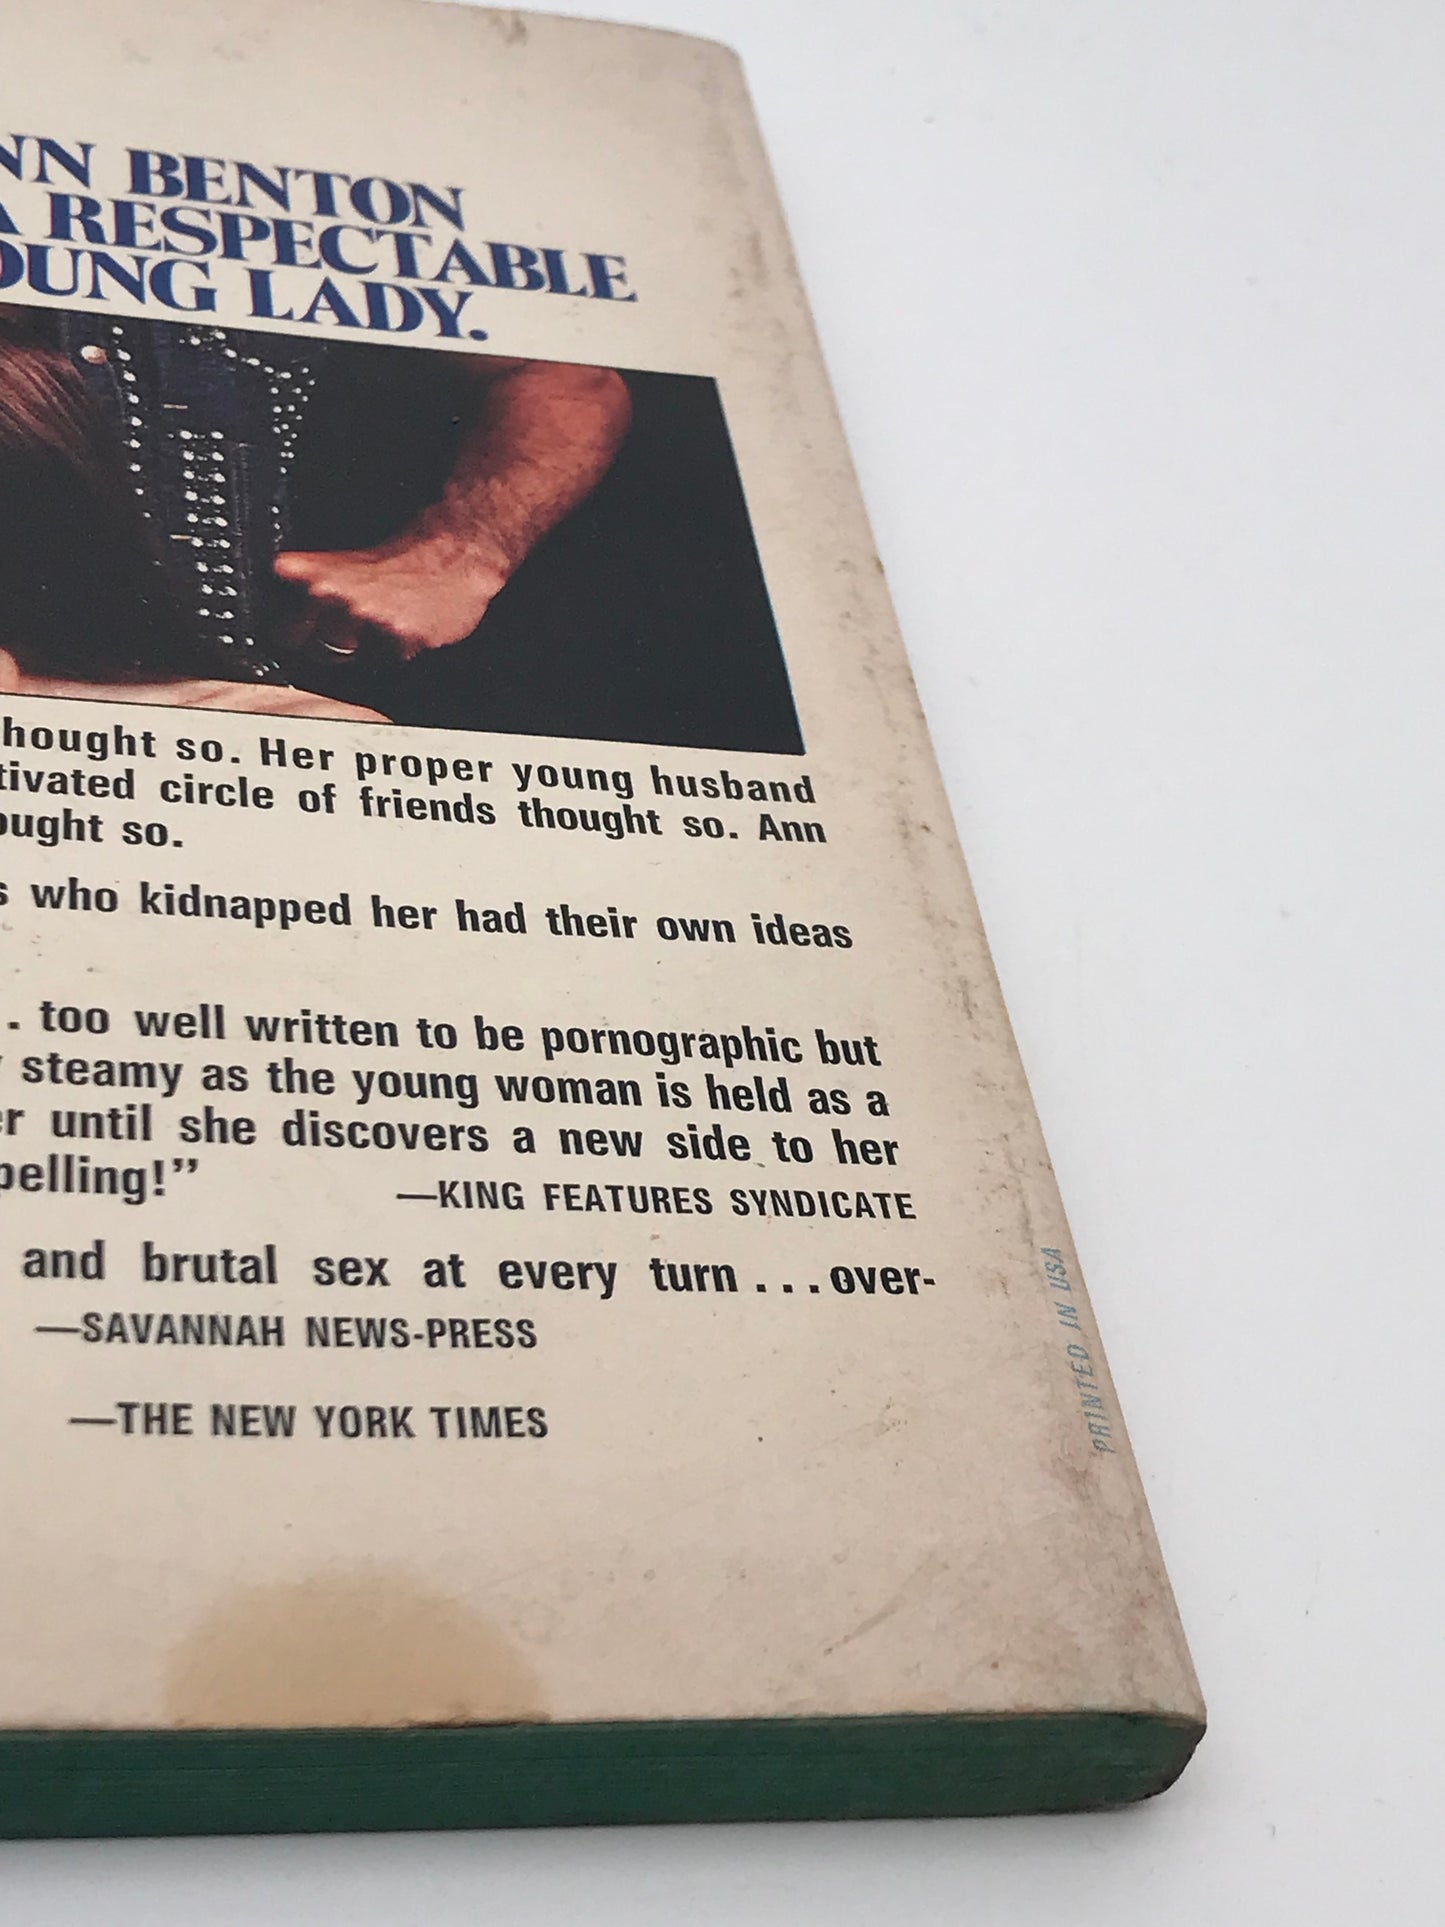 NN BENTON
A RESPECTABLE
OUNG LADY.
hought so. Her proper young husband
tivated circle of friends thought so. Ann
ought so.
s who kidnapped her had their own ideas
. too well written to be pornographic but
steamy as the young woman is held as a
er until she discovers a new side to her
pelling!”
—KING FEATURES SYNDICATE
and brutal sex at every turn . . . over-
—SAVANNAH NEWS-PRESS
—THE NEW YORK TIMES
PRINTED IN USA